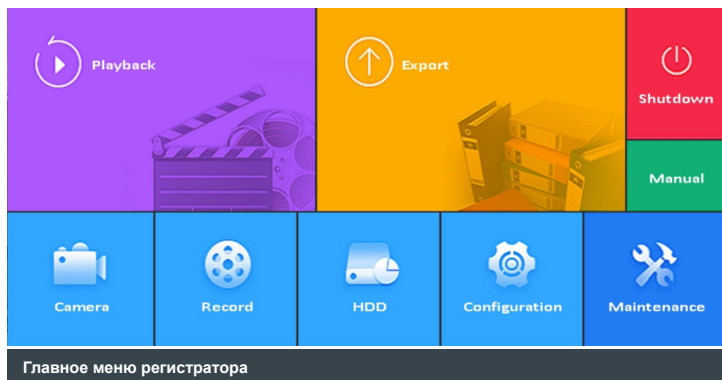 Playback
Export
Shutdown
Manual
Camera
Record
HDD
Configuration
Maintenance
Главное меню регистратора